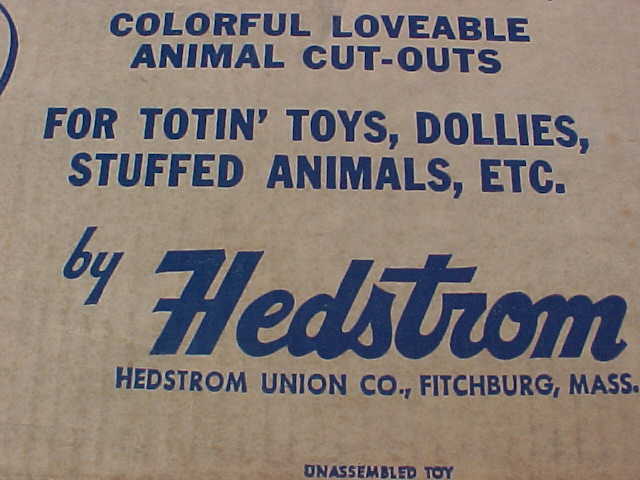 COLORFUL LOVEABLE
ANIMAL CUT-OUTS
FOR TOTIN' TOYS, DOLLIES,
STUFFED ANIMALS, ETC.
by Hedstrom
HEDSTROM UNION CO., FITCHBURG, MASS.
UNASSEMBLED TOY